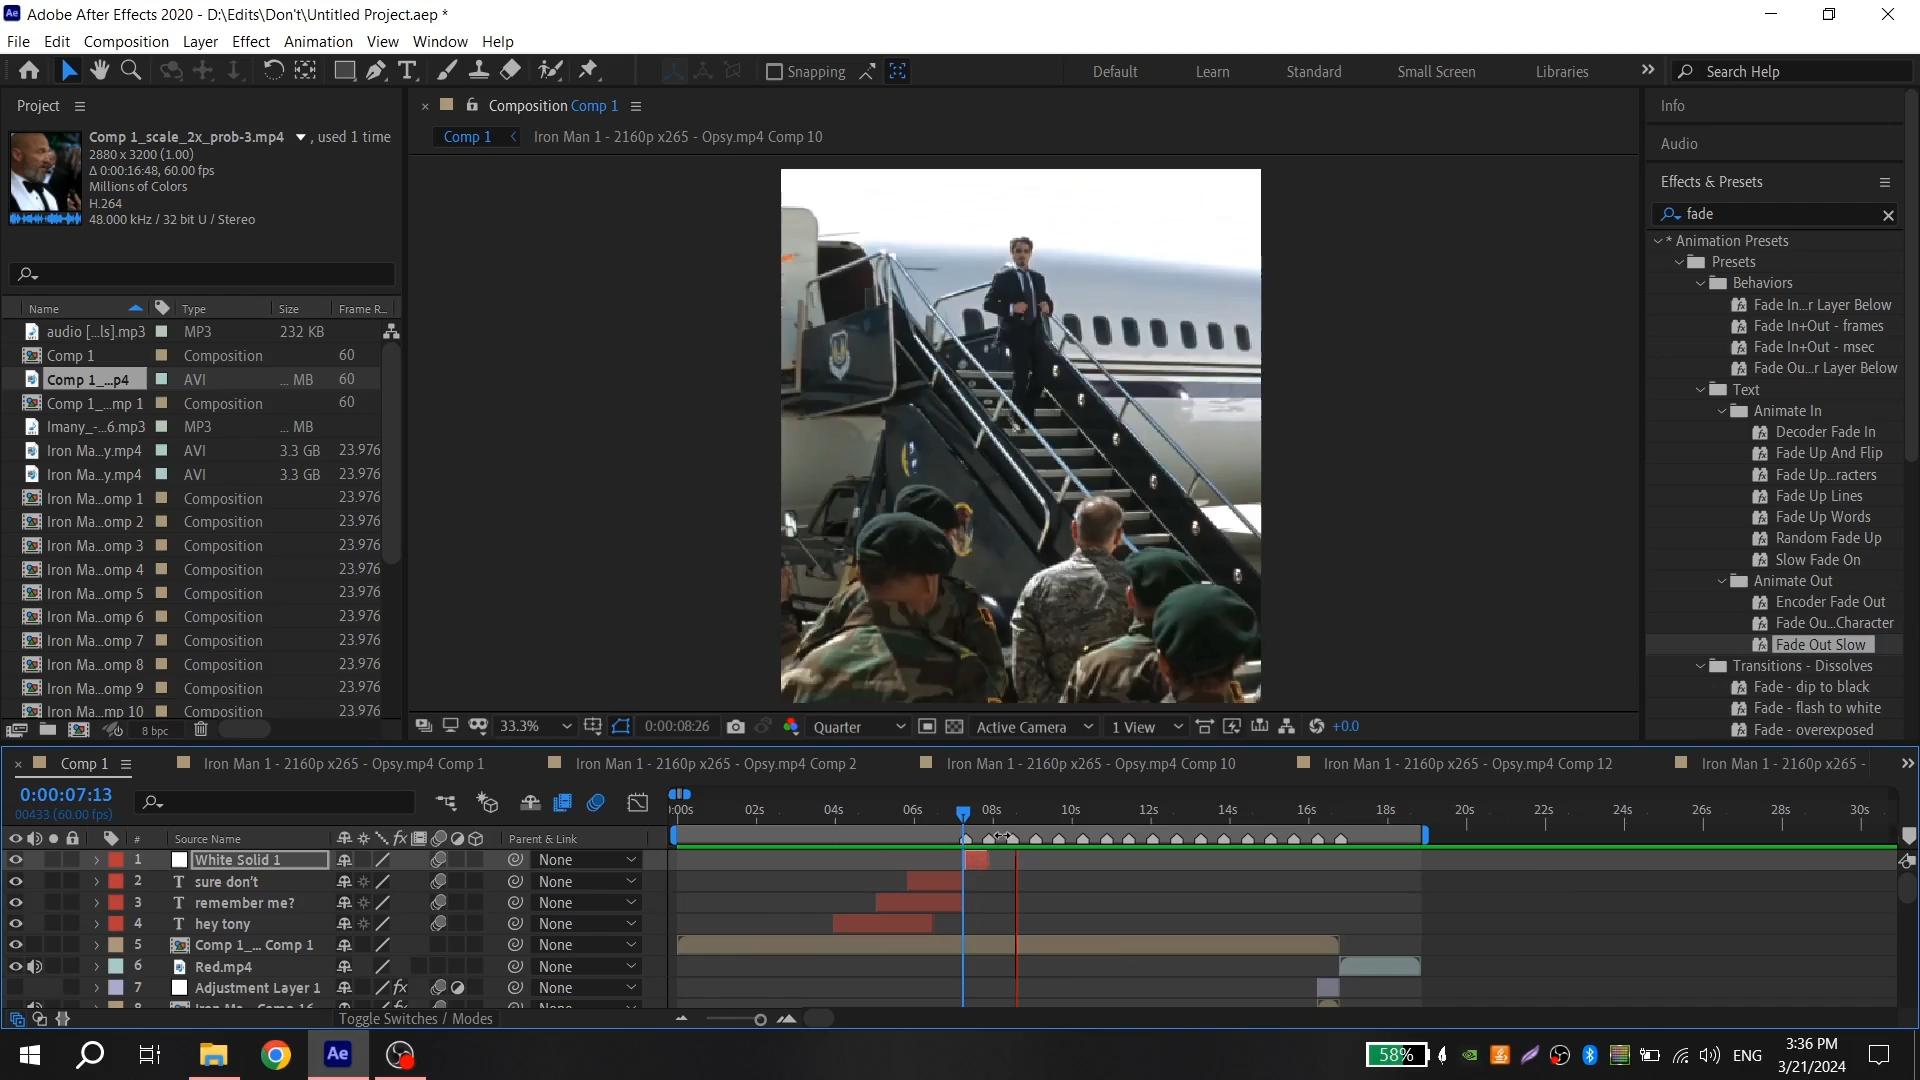 Adobe After Effects 2020 - D:\Edits\Don't\Untitled Project.aep *
File Edit Composition Layer Effect Animation View Window Help
Snapping Default Learn Standard Small Screen Libraries Search Help
Project
Comp 1_scale_2x_prob-3.mp4 , used 1 time
2880 x 3200 (1.00)
Δ 0:00:16:48, 60.00 fps
Millions of Colors
H.264
48.000 kHz / 32 bit U / Stereo
Name Type Size Frame R...
audio [...ls].mp3 MP3 232 KB
Comp 1 Composition 60
Comp 1_...p4 AVI ... MB 60
Comp 1_...mp 1 Composition 60
Imany_-...6.mp3 MP3 ... MB
Iron Ma...y.mp4 AVI 3.3 GB 23.976
Iron Ma...y.mp4 AVI 3.3 GB 23.976
Iron Ma...omp 1 Composition 23.976
Iron Ma...omp 2 Composition 23.976
Iron Ma...omp 3 Composition 23.976
Iron Ma...omp 4 Composition 23.976
Iron Ma...omp 5 Composition 23.976
Iron Ma...omp 6 Composition 23.976
Iron Ma...omp 7 Composition 23.976
Iron Ma...omp 8 Composition 23.976
Iron Ma...omp 9 Composition 23.976
Iron Ma...mp 10 Composition 23.976
8 bpc
Composition Comp 1
Comp 1 Iron Man 1 - 2160p x265 - Opsy.mp4 Comp 10
33.3% 0:00:08:26 Quarter Active Camera 1 View +0.0
Info
Audio
Effects & Presets
fade
* Animation Presets
Presets
Behaviors
Fade In...r Layer Below
Fade In+Out - frames
Fade In+Out - msec
Fade Ou...r Layer Below
Text
Animate In
Decoder Fade In
Fade Up And Flip
Fade Up...racters
Fade Up Lines
Fade Up Words
Random Fade Up
Slow Fade On
Animate Out
Encoder Fade Out
Fade Ou...Character
Fade Out Slow
Transitions - Dissolves
Fade - dip to black
Fade - flash to white
Fade - overexposed
Comp 1 Iron Man 1 - 2160p x265 - Opsy.mp4 Comp 1 Iron Man 1 - 2160p x265 - Opsy.mp4 Comp 2 Iron Man 1 - 2160p x265 - Opsy.mp4 Comp 10 Iron Man 1 - 2160p x265 - Opsy.mp4 Comp 12 Iron Man 1 - 2160p x265 -
0:00:07:13
00433 (60.00 fps)
):00s 02s 04s 06s 08s 10s 12s 14s 16s 18s 20s 22s 24s 26s 28s 30s
# Source Name Parent & Link
1 White Solid 1 None
2 T sure don't None
3 T remember me? None
4 T hey tony None
5 Comp 1_... Comp 1 None
6 Red.mp4 None
7 Adjustment Layer 1 None
Toggle Switches / Modes
58% ENG 3:36 PM
3/21/2024